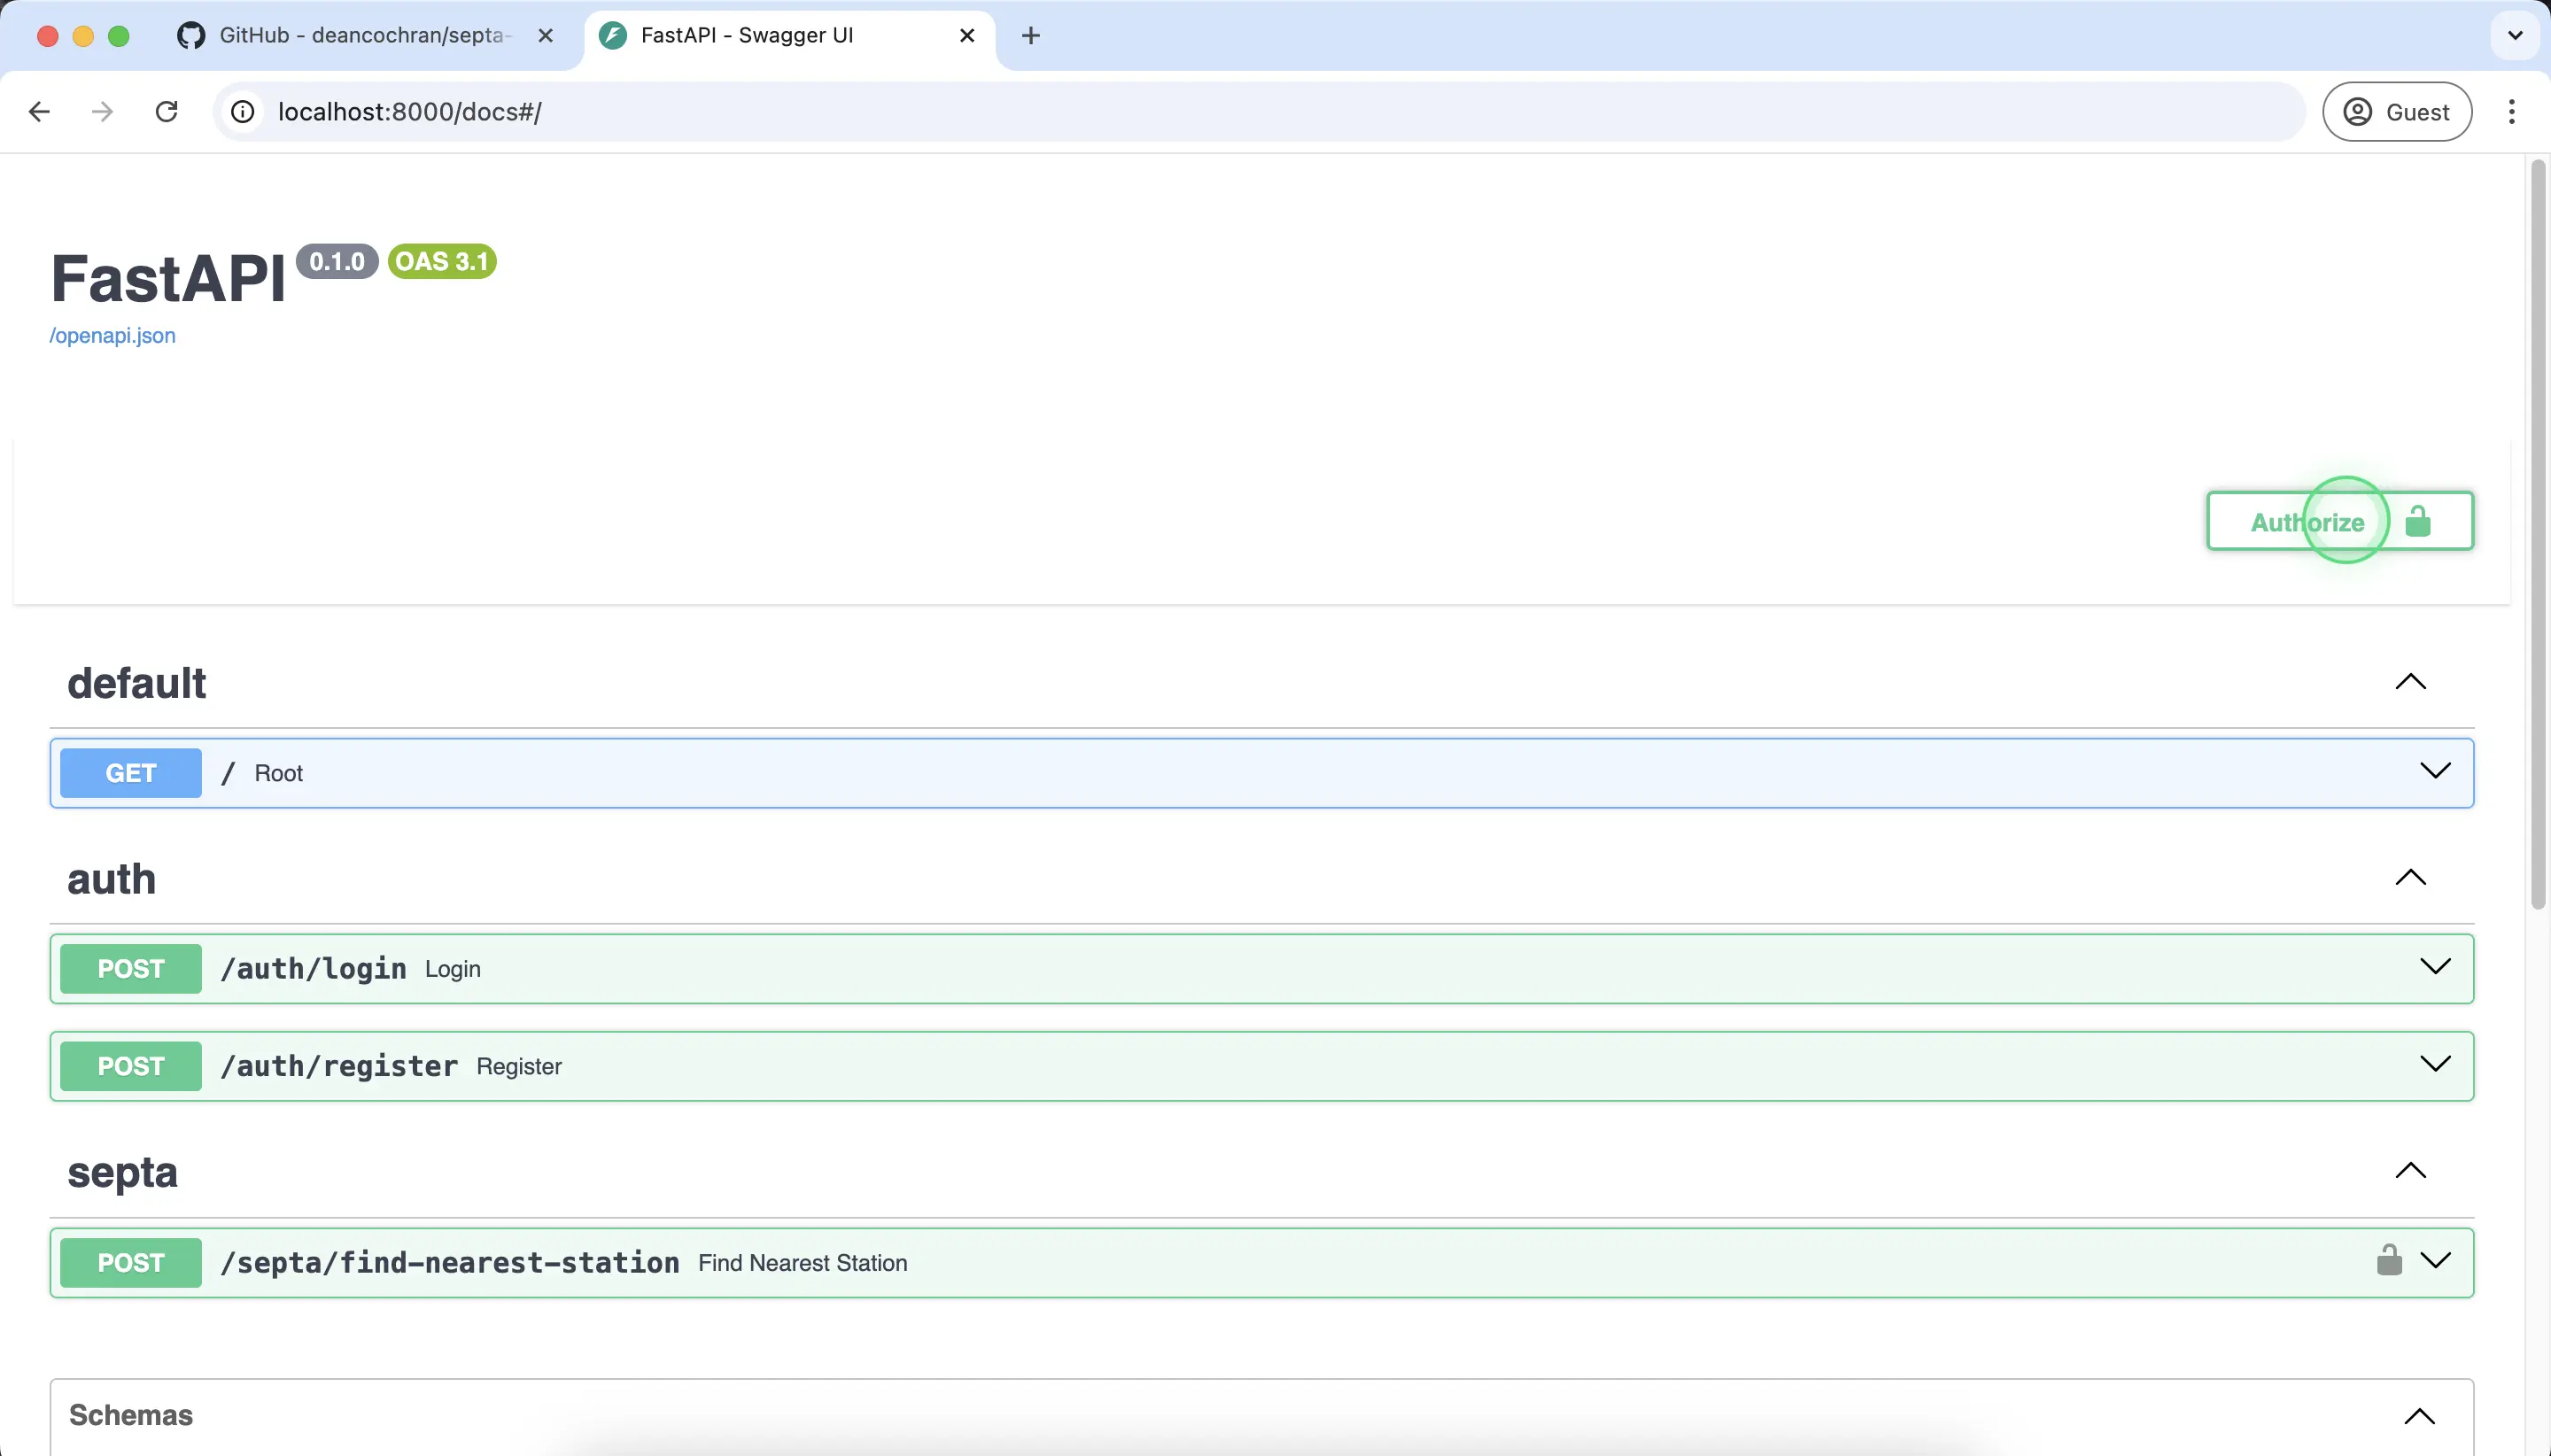 GitHub - deancochran/septa-
FastAPI - Swagger UI
localhost:8000/docs#/
Guest
FastAPI 0.1.0 OAS 3.1
/openapi.json
Authorize
default
GET / Root
auth
POST /auth/login Login
POST /auth/register Register
septa
POST /septa/find-nearest-station Find Nearest Station
Schemas